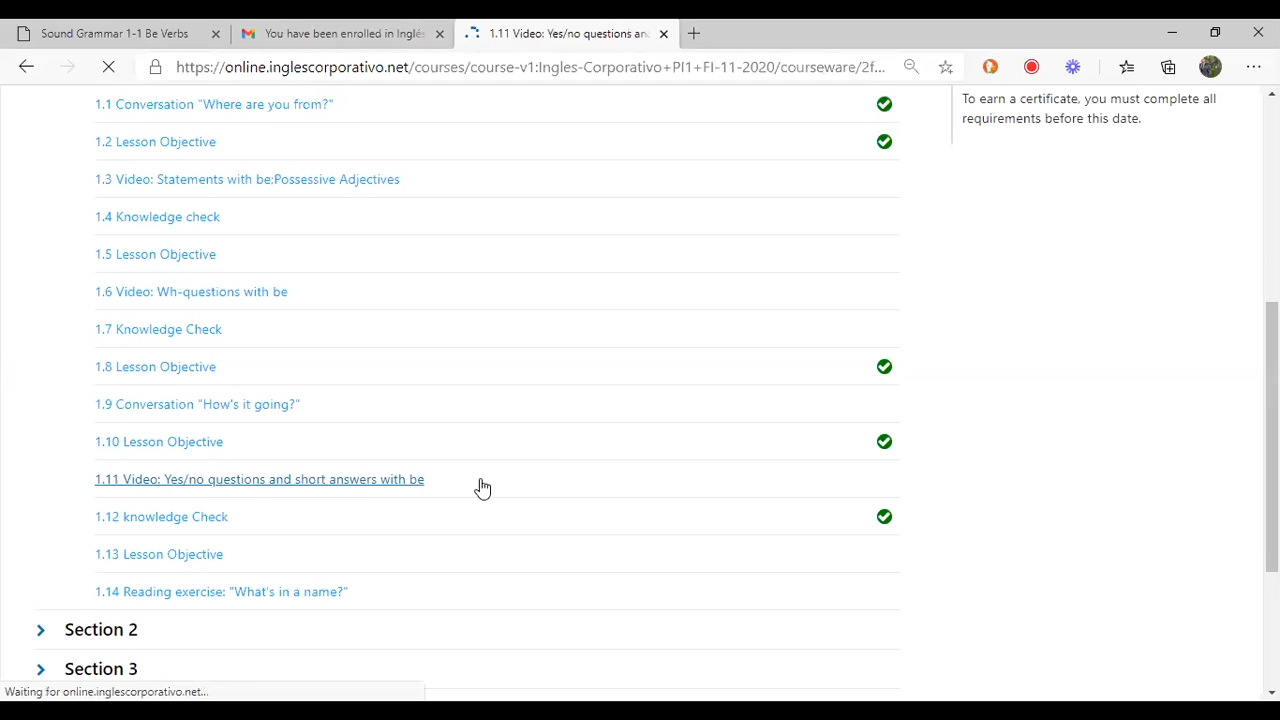 Sound Grammar 1-1 Be Verbs
You have been enrolled in Inglés
1.11 Video: Yes/no questions an
https://online.inglescorporativo.net/courses/course-v1:Ingles-Corporativo+PI1+FI-11-2020/courseware/2f...
1.1 Conversation "Where are you from?"
To earn a certificate, you must complete all
requirements before this date.
1.2 Lesson Objective
1.3 Video: Statements with be;Possessive Adjectives
1.4 Knowledge check
1.5 Lesson Objective
1.6 Video: Wh-questions with be
1.7 Knowledge Check
1.8 Lesson Objective
1.9 Conversation "How's it going?"
1.10 Lesson Objective
1.11 Video: Yes/no questions and short answers with be
1.12 knowledge Check
1.13 Lesson Objective
1.14 Reading exercise: "What's in a name?"
Section 2
Section 3
Waiting for online.inglescorporativo.net...